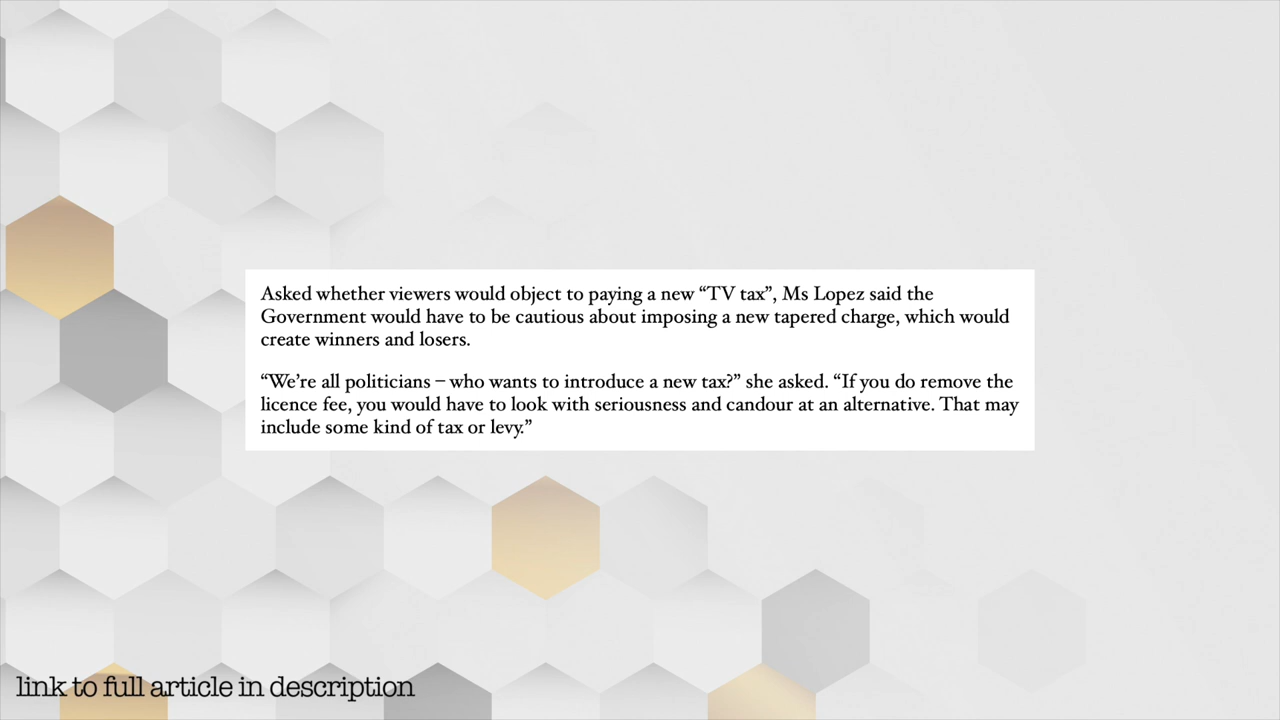 Asked whether viewers would object to paying a new “TV tax”, Ms Lopez said the
Government would have to be cautious about imposing a new tapered charge, which would
create winners and losers.
“We’re all politicians – who wants to introduce a new tax?” she asked. “If you do remove the
licence fee, you would have to look with seriousness and candour at an alternative. That may
include some kind of tax or levy.”
link to full article in description